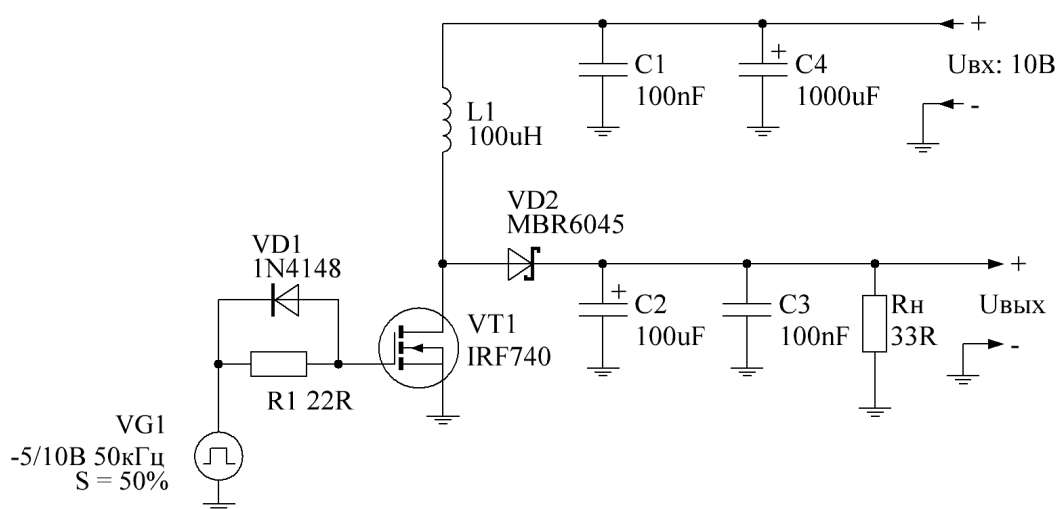 +
C1
100nF
+
C4
1000uF
Uвх: 10В
-
L1
100uH
VD2
MBR6045
VD1
1N4148
+
+
C2
100uF
C3
100nF
Rн
33R
Uвых
-
VT1
IRF740
R1 22R
VG1
-5/10В 50кГц
S = 50%